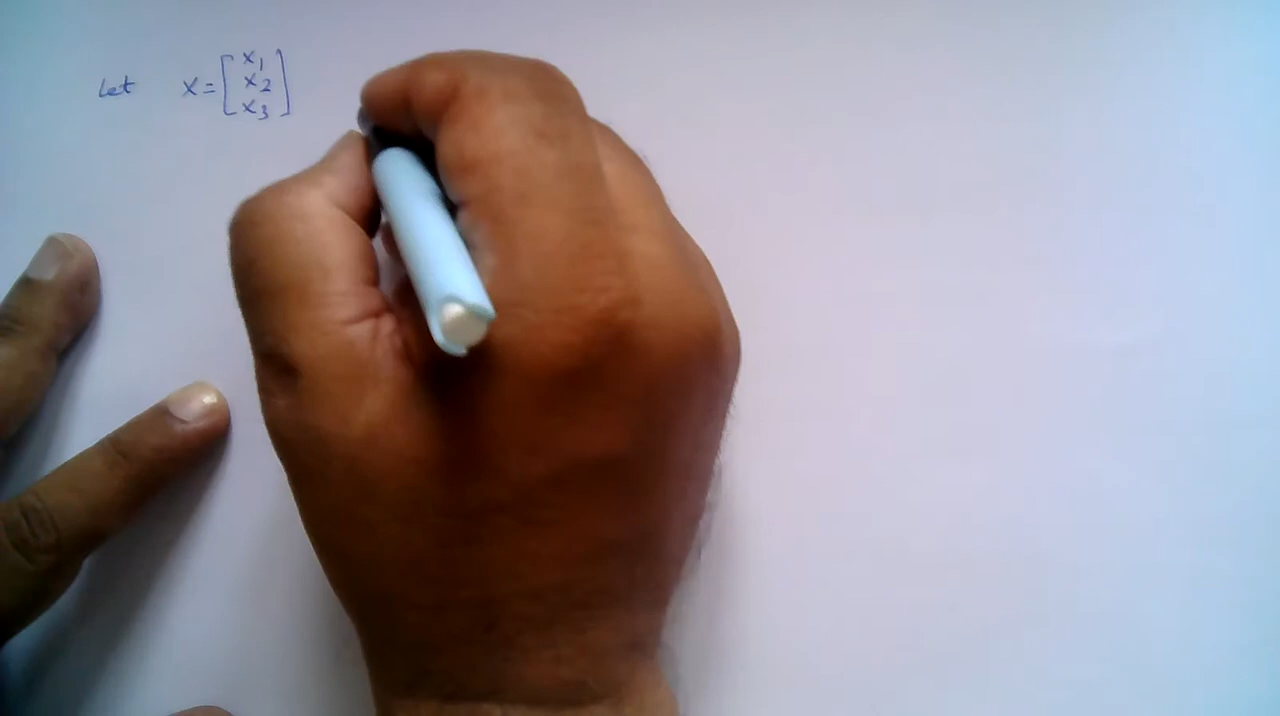 Let X = [ x1
x2
x3 ]